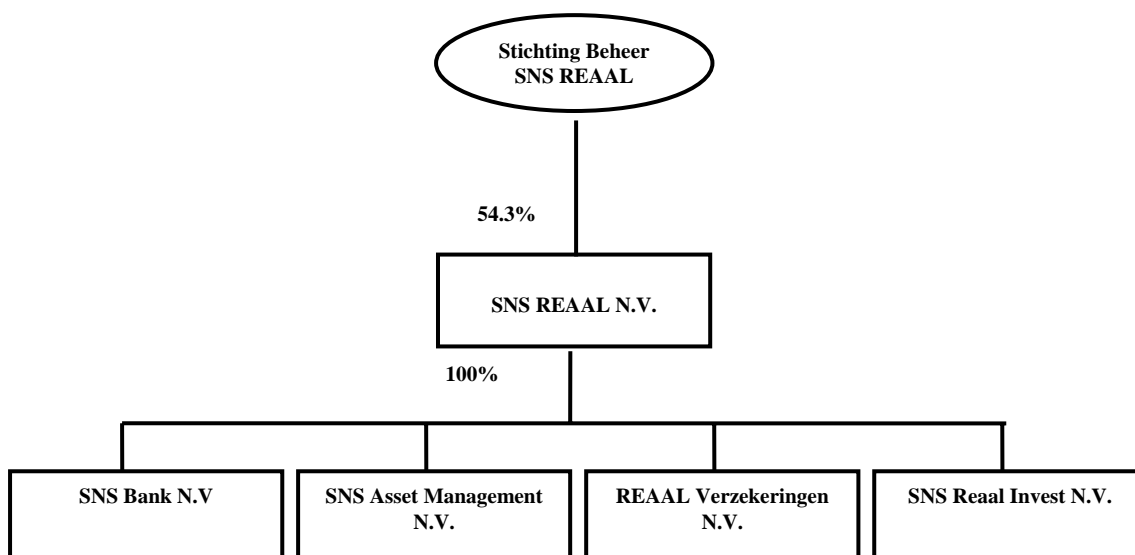 Stichting Beheer
SNS REAAL
54.3%
SNS REAAL N.V.
100%
SNS Bank N.V
SNS Asset Management
N.V.
REAAL Verzekeringen
N.V.
SNS Reaal Invest N.V.